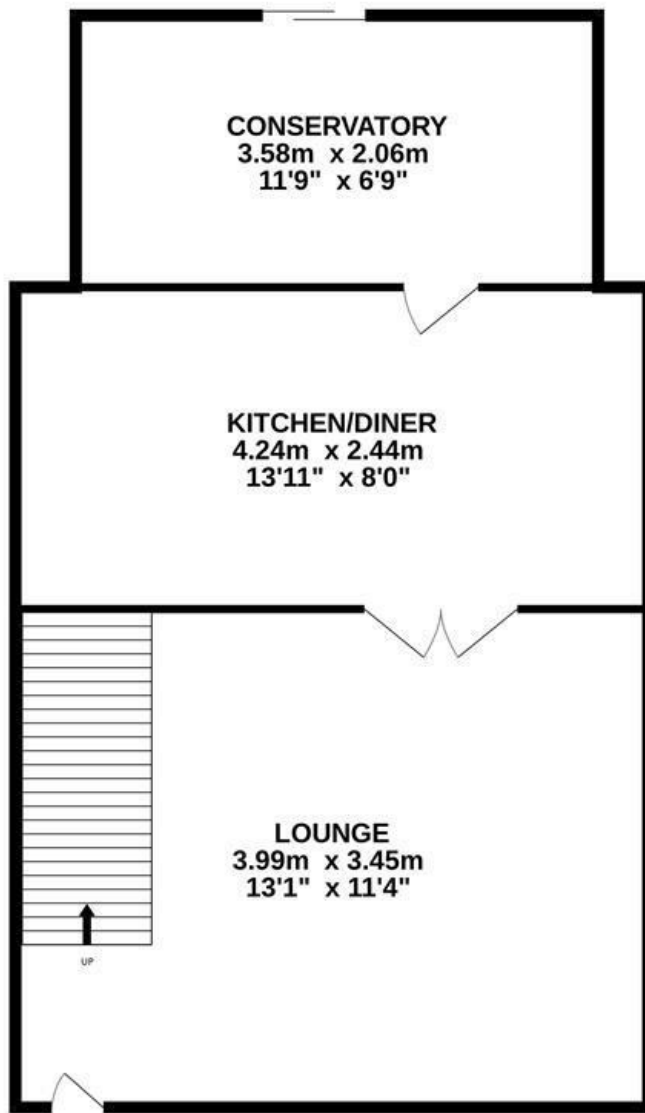 CONSERVATORY
3.58m x 2.06m
11'9" x 6'9"
KITCHEN/DINER
4.24m x 2.44m
13'11" x 8'0"
LOUNGE
3.99m x 3.45m
13'1" x 11'4"
UP